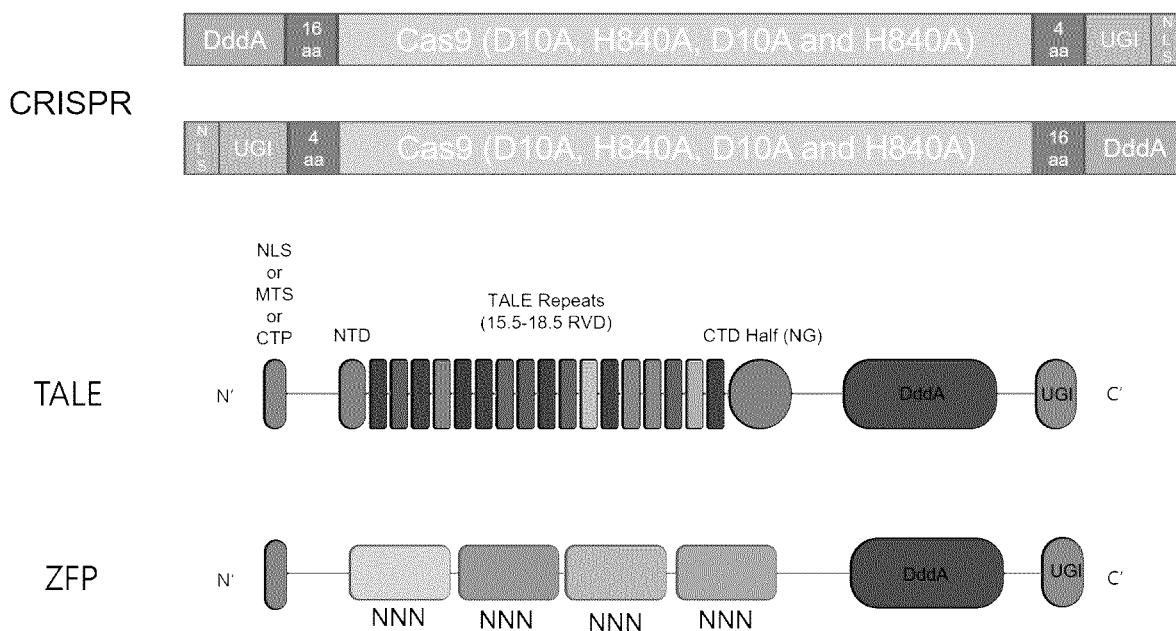 DddA 16 aa Cas9 (D10A, H840A, D10A and H840A) 4 aa UGI NLS
CRISPR
NLS UGI 4 aa Cas9 (D10A, H840A, D10A and H840A) 16 aa DddA
NLS
or
MTS
or
CTP
NTD
TALE Repeats
(15.5-18.5 RVD)
CTD Half (NG)
TALE N' DddA UGI C'
ZFP N' DddA UGI C'
NNN NNN NNN NNN